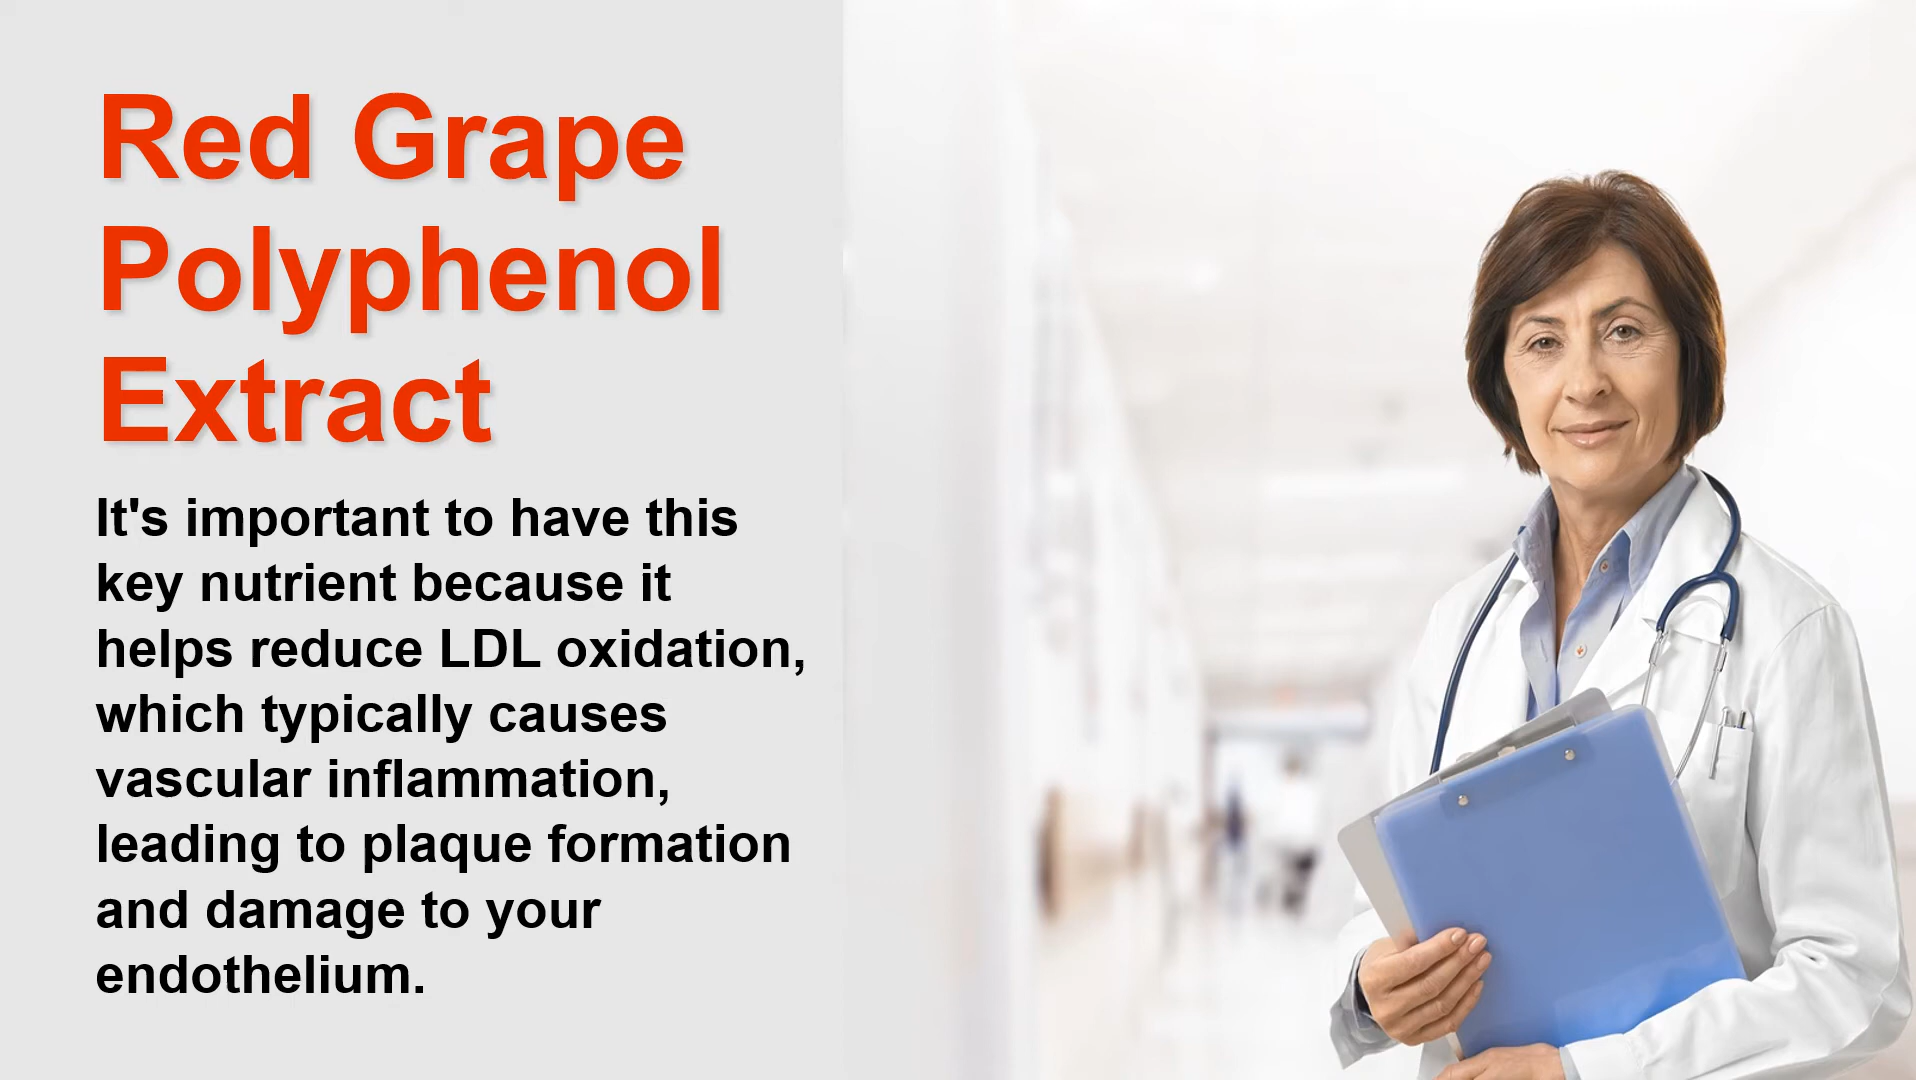 Red Grape
Polyphenol
Extract
It's important to have this
key nutrient because it
helps reduce LDL oxidation,
which typically causes
vascular inflammation,
leading to plaque formation
and damage to your
endothelium.